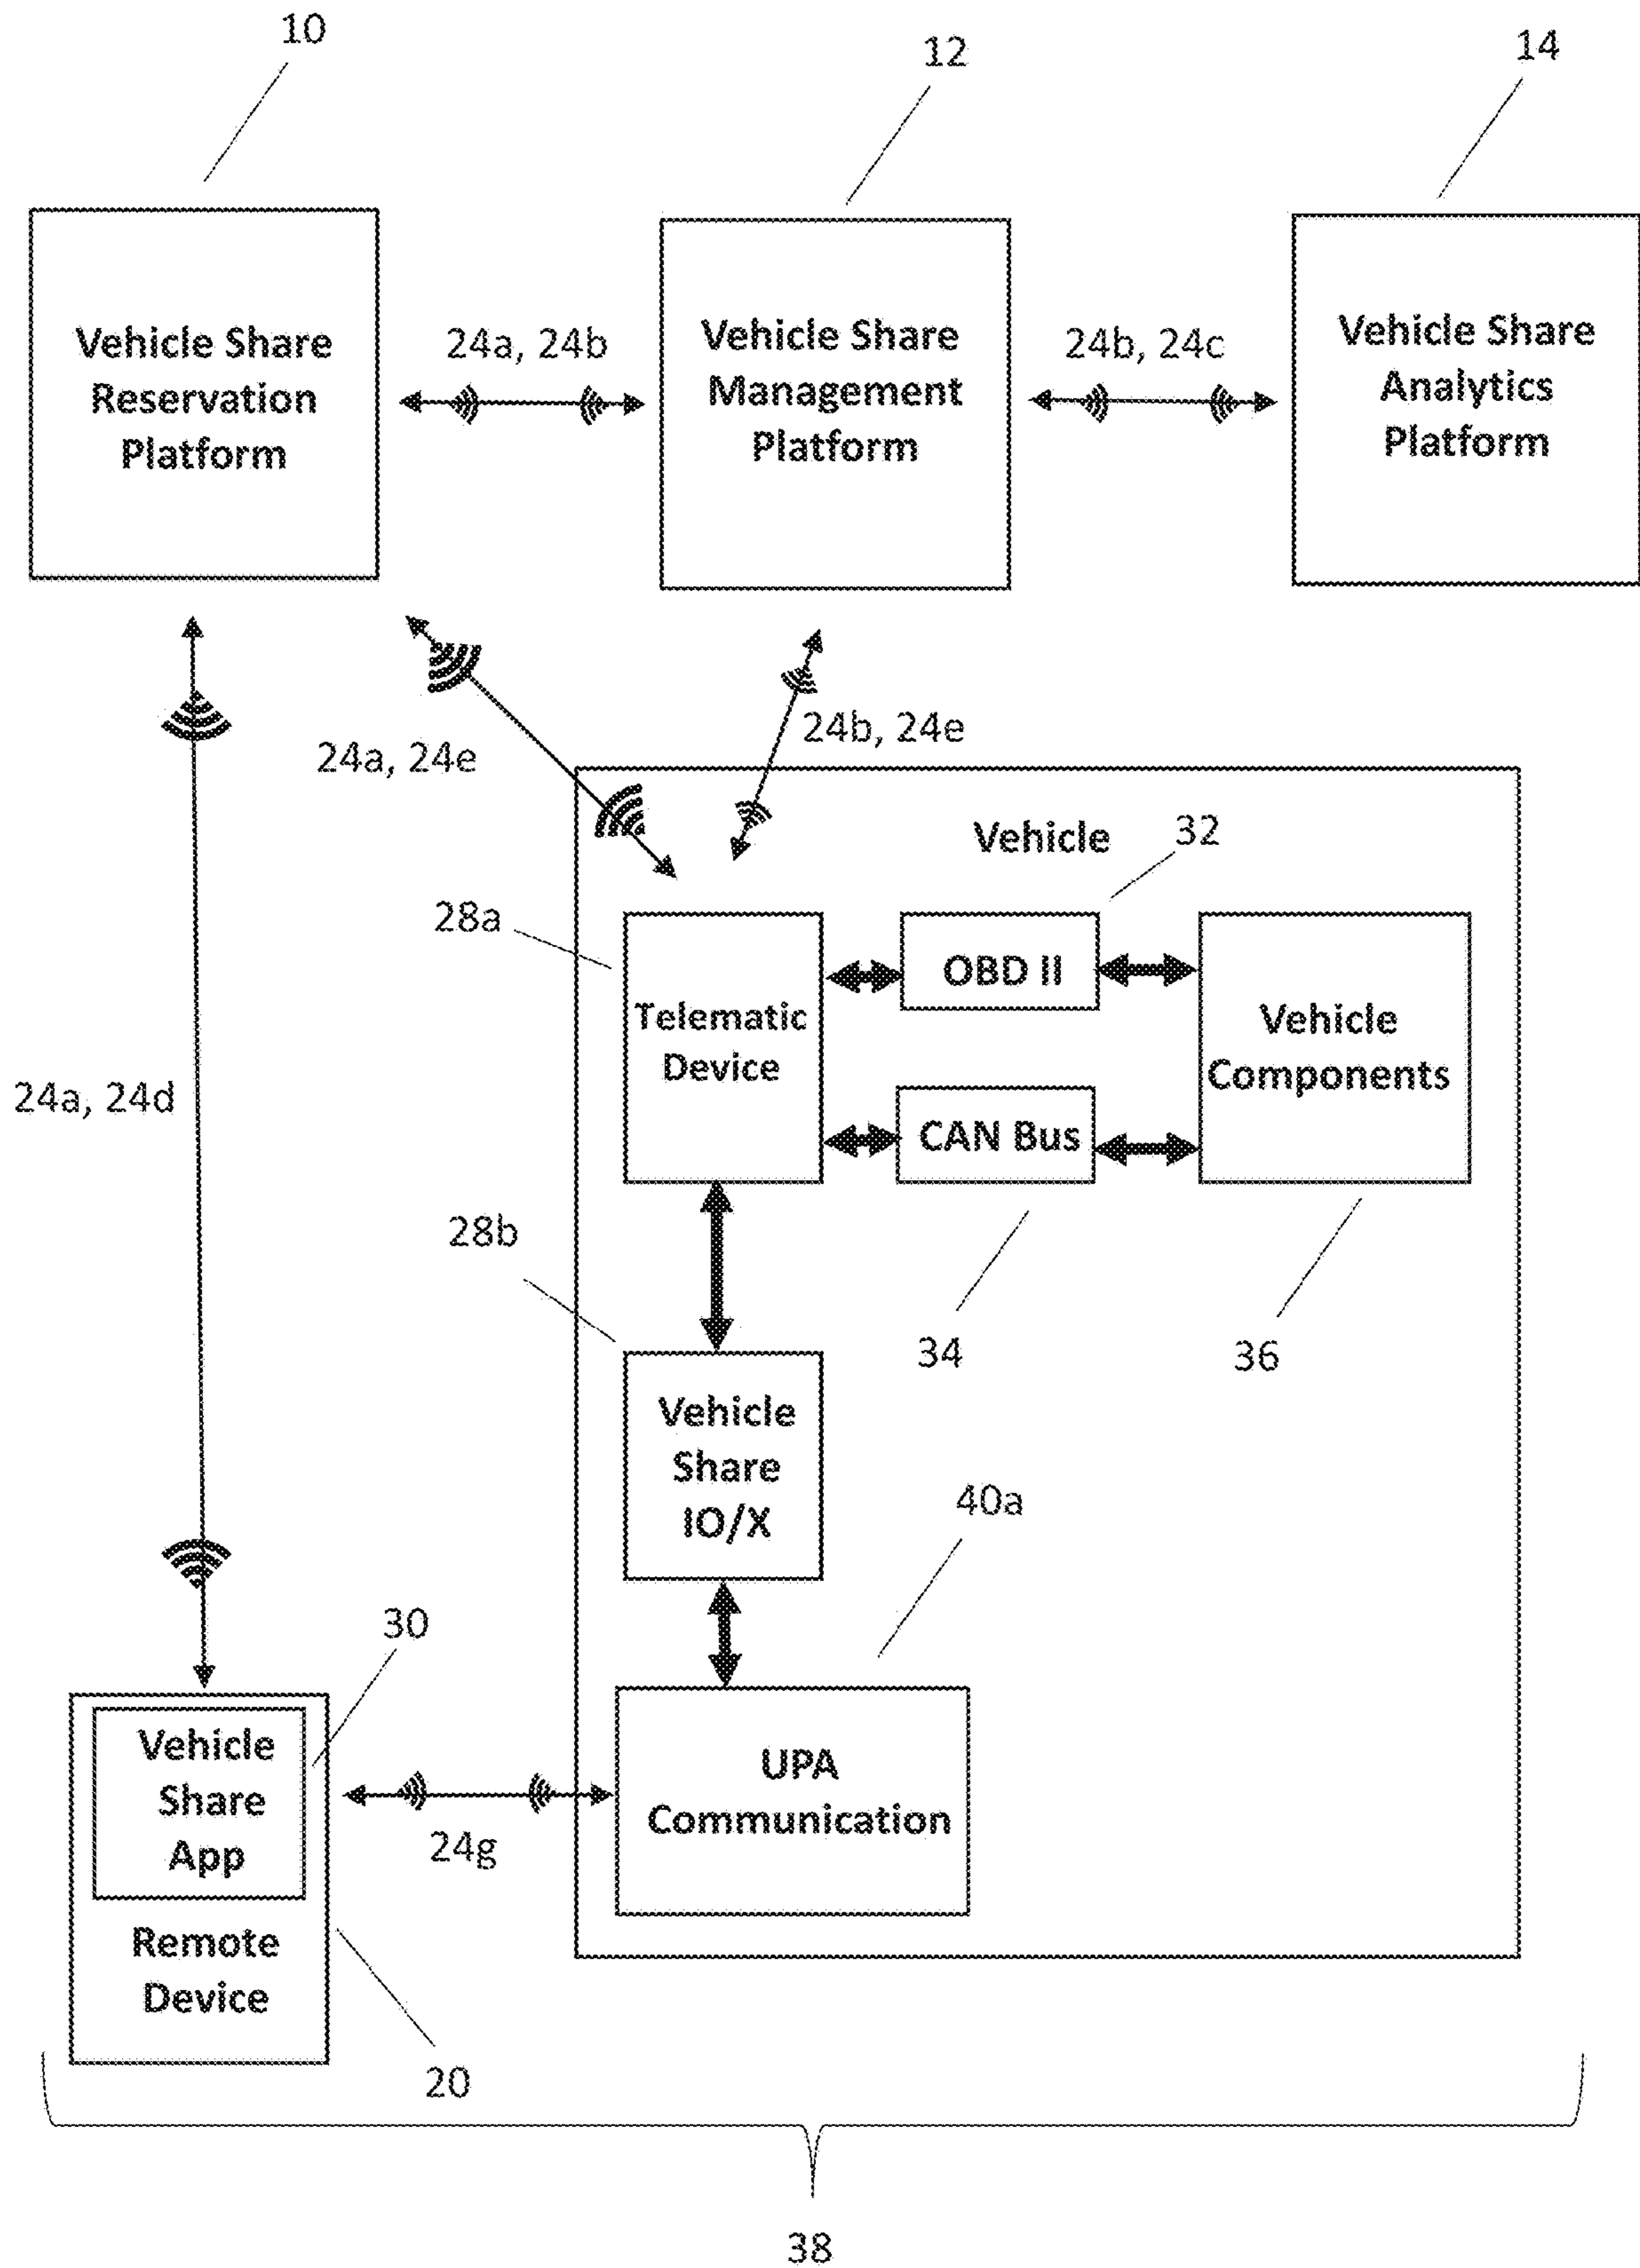 10
12
14
Vehicle Share
Reservation
Platform
24a, 24b
Vehicle Share
Management
Platform
24b, 24c
Vehicle Share
Analytics
Platform
24a, 24e
24b, 24e
Vehicle
32
28a
Telematic
Device
OBD II
CAN Bus
Vehicle
Components
24a, 24d
28b
34
36
Vehicle
Share
IO/X
40a
30
Vehicle
Share
App
Remote
Device
24g
UPA
Communication
20
38